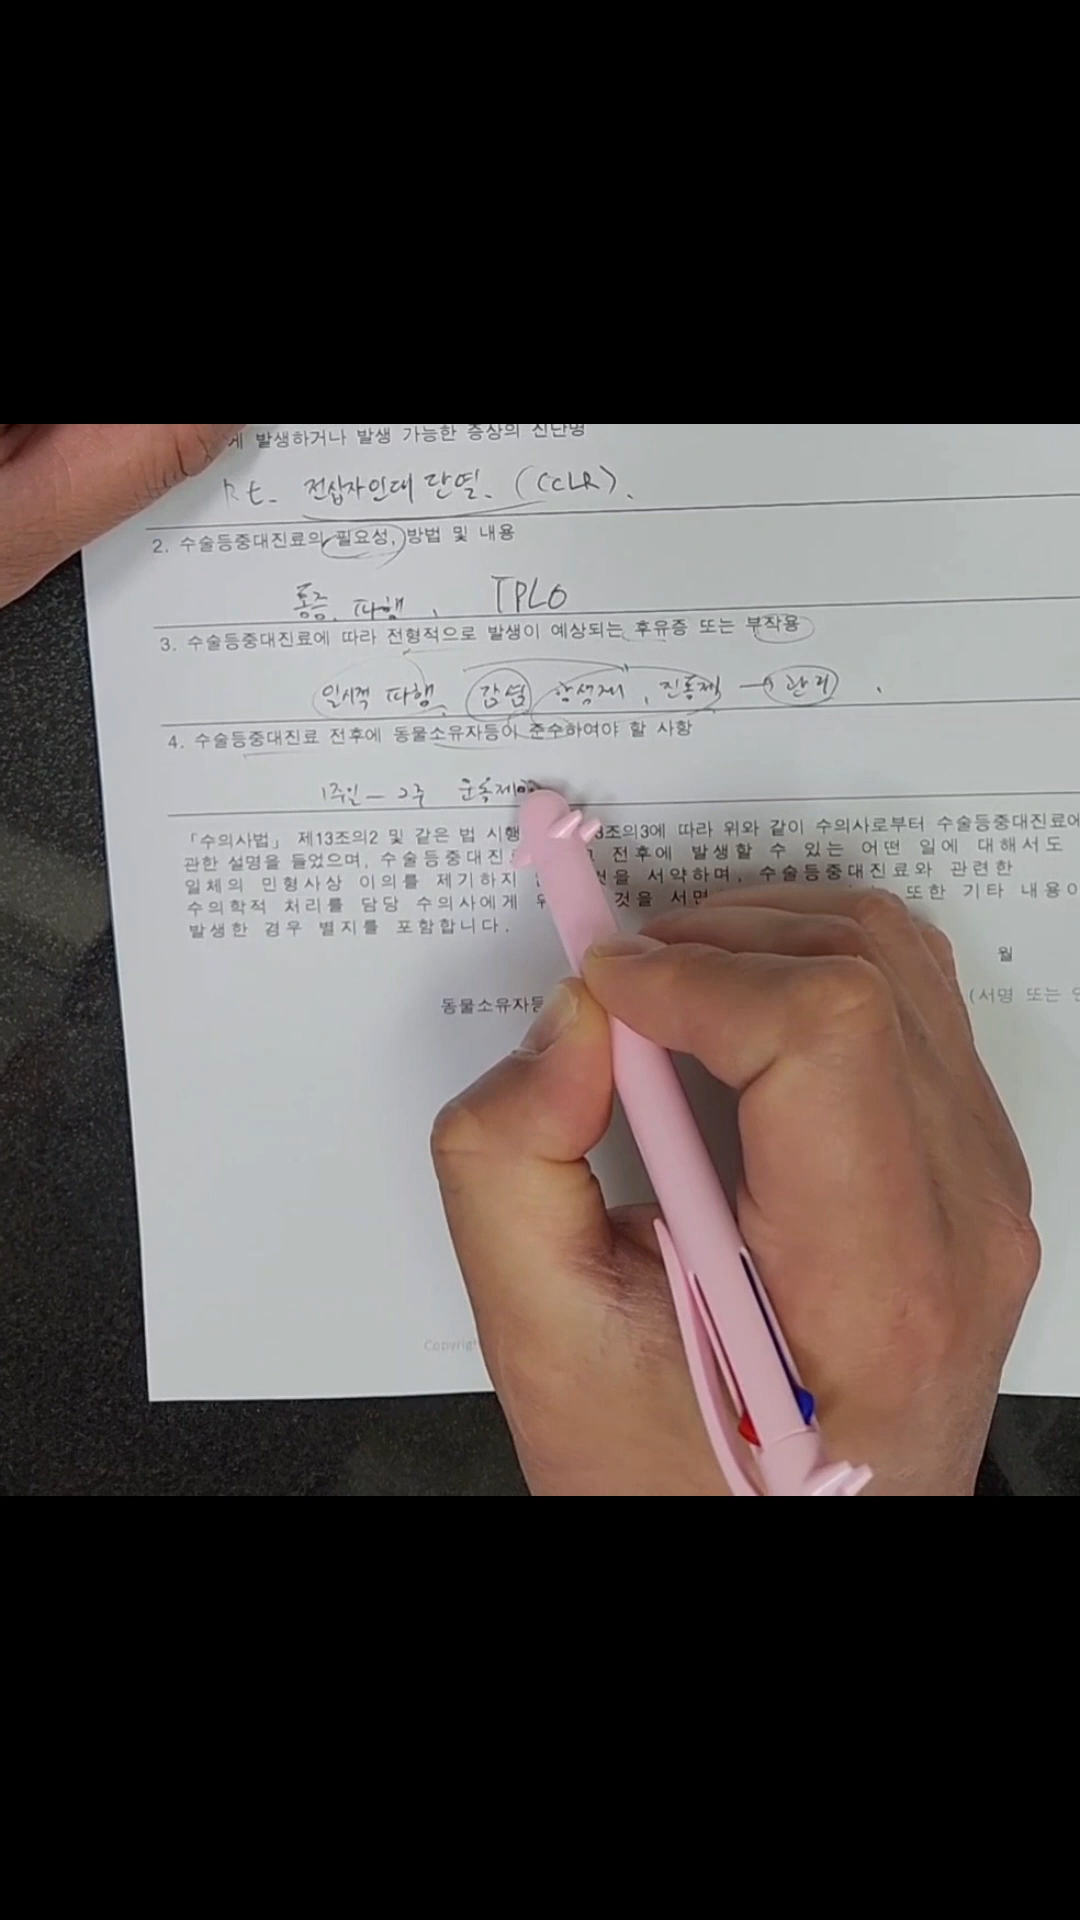 게 발생하거나 발생 가능한 증상의 진단명
Rt. 전십자인대 단열. (CCLR).
2. 수술등중대진료의 필요성, 방법 및 내용
통증, 파행, TPLO
3. 수술등중대진료에 따라 전형적으로 발생이 예상되는 후유증 또는 부작용
일시적 파행, 감염 항생제, 진통제 → 관리.
4. 수술등중대진료 전후에 동물소유자등이 준수하여야 할 사항
1주일 - 2주 운동제
「수의사법」 제13조의2 및 같은 법 시행 3조의3에 따라 위와 같이 수의사로부터 수술등중대진료에
관한 설명을 들었으며, 수술등중대진 전후에 발생할 수 있는 어떤 일에 대해서도
일체의 민형사상 이의를 제기하지 것을 서약하며, 수술등중대진료와 관련한
수의학적 처리를 담당 수의사에게 것을 서명 또한 기타 내용이
발생한 경우 별지를 포함합니다.
월
동물소유자등 (서명 또는
Copyrig